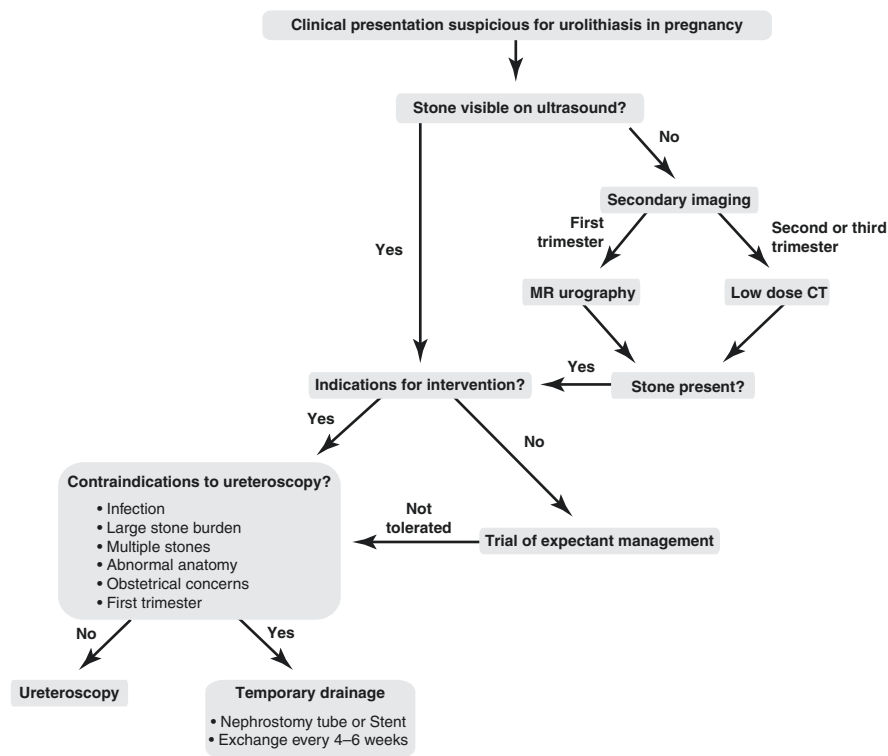 Clinical presentation suspicious for urolithiasis in pregnancy
Stone visible on ultrasound?
No
Secondary imaging
First
trimester
Second or third
trimester
Yes
MR urography
Low dose CT
Yes
Indications for intervention?
Stone present?
Yes
No
Contraindications to ureteroscopy?
• Infection
• Large stone burden
• Multiple stones
• Abnormal anatomy
• Obstetrical concerns
• First trimester
Not
tolerated
Trial of expectant management
No
Yes
Ureteroscopy
Temporary drainage
• Nephrostomy tube or Stent
• Exchange every 4–6 weeks